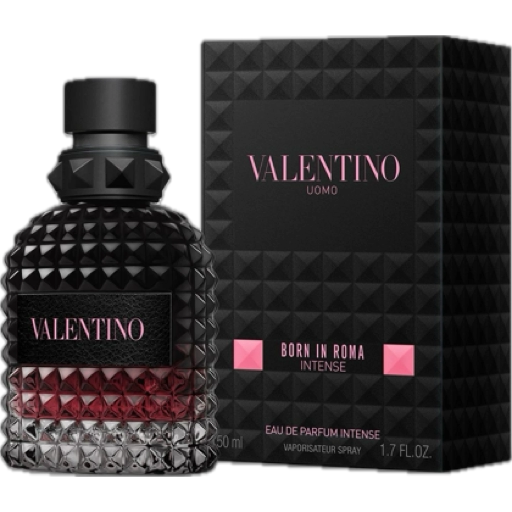 VALENTINO
VALENTINO
UOMO
BORN IN ROMA
INTENSE
EAU DE PARFUM INTENSE
50 ml
VAPORISATEUR SPRAY
1.7 FL.OZ.